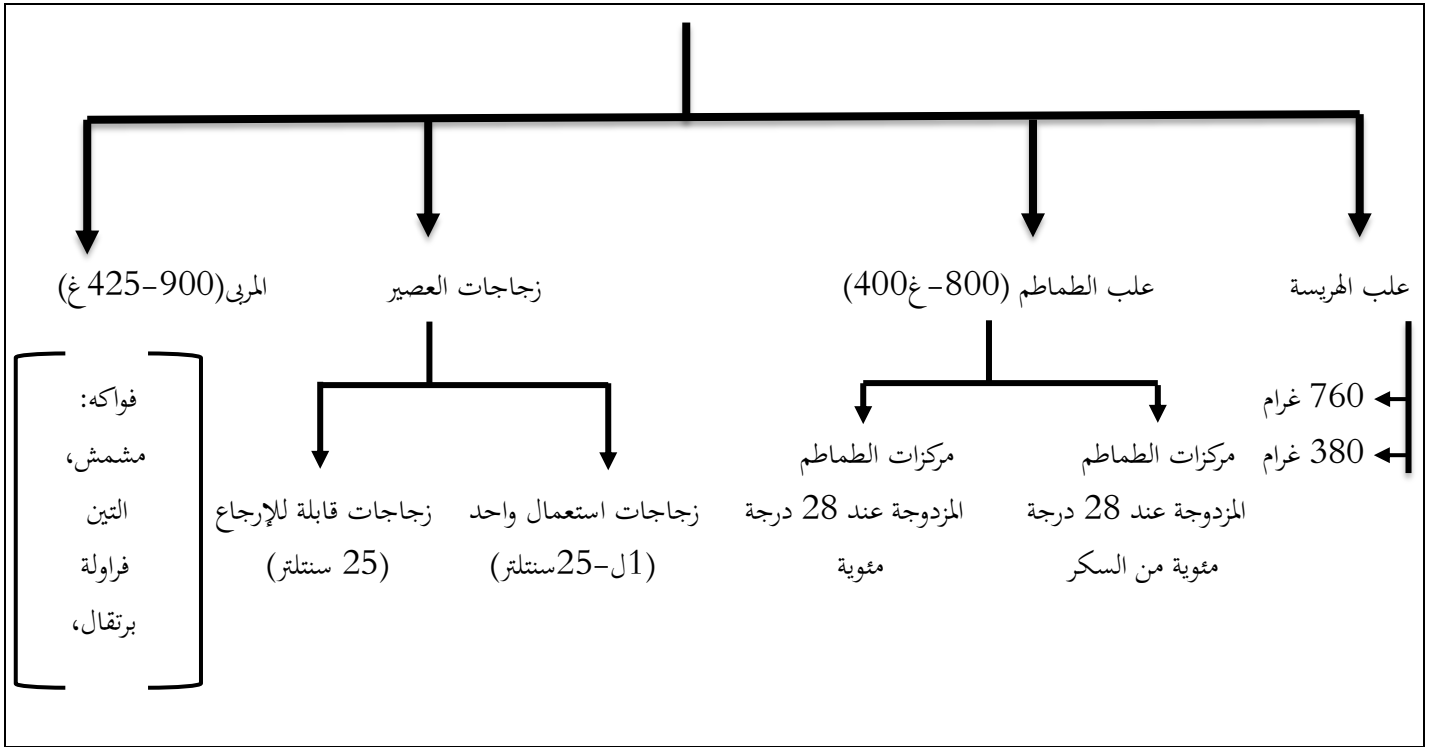 علب الهريسة
علب الطماطم (800-غ400)
زجاجات العصير
المربى(900-425غ)
760 غرام
380 غرام
مركزات الطماطم
المزدوجة عند 28 درجة
مئوية من السكر
مركزات الطماطم
المزدوجة عند 28 درجة
مئوية
زجاجات استعمال واحد
(1ل-25سنتلتر)
زجاجات قابلة للإرجاع
(25 سنتلتر)
فواكه:
مشمش،
التين
فراولة
برتقال،